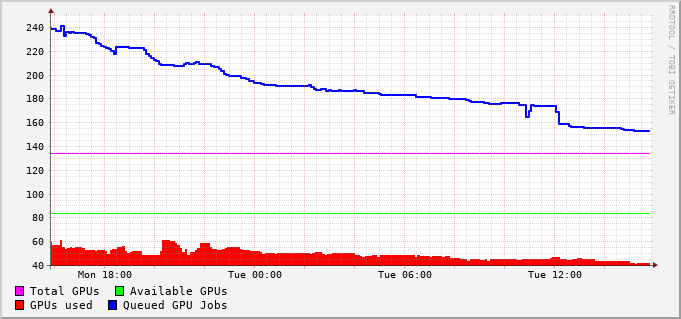 240
220
200
180
160
140
120
100
80
60
40
Mon 18:00 Tue 00:00 Tue 06:00 Tue 12:00
Total GPUs Available GPUs
GPUs used Queued GPU Jobs
RRDTOOL / TOBI OETIKER